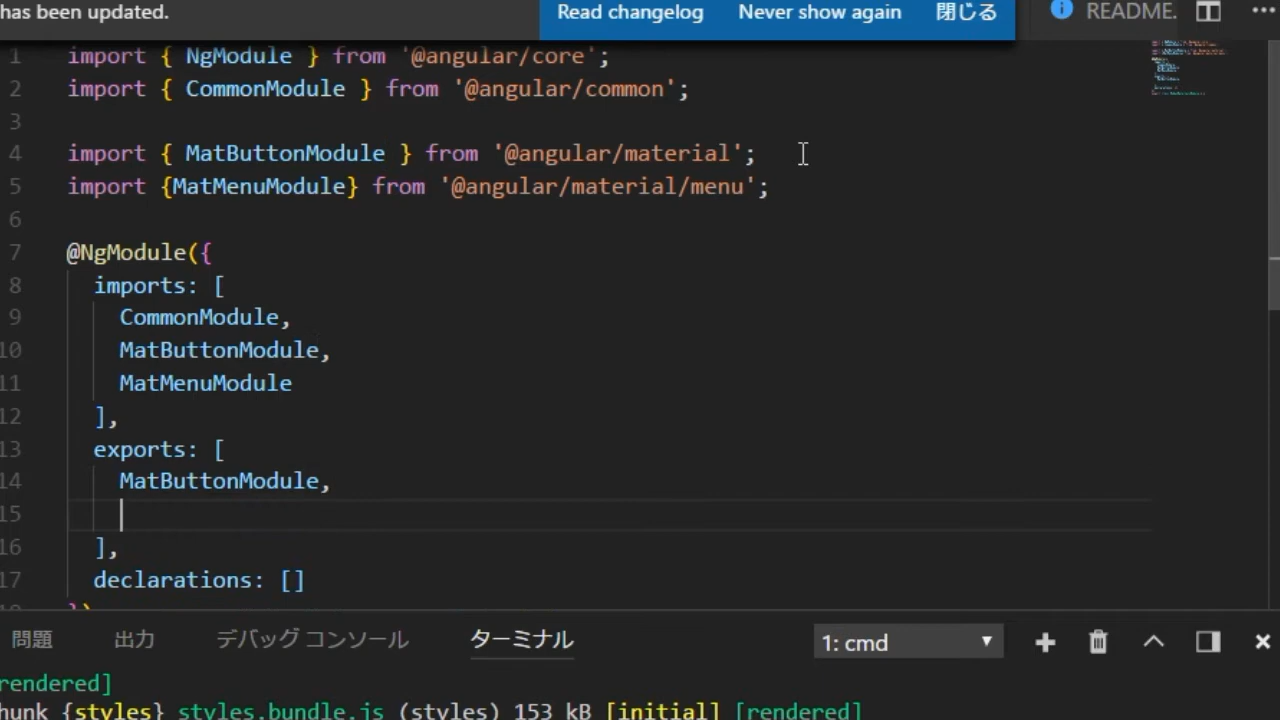 has been updated.
Read changelog Never show again 閉じる
README.
1 import { NgModule } from '@angular/core';
2 import { CommonModule } from '@angular/common';
3
4 import { MatButtonModule } from '@angular/material';
5 import {MatMenuModule} from '@angular/material/menu';
6
7 @NgModule({
8 imports: [
9 CommonModule,
10 MatButtonModule,
11 MatMenuModule
12 ],
13 exports: [
14 MatButtonModule,
15
16 ],
17 declarations: []
})
問題 出力 デバッグ コンソール ターミナル 1: cmd
rendered]
hunk {styles} styles.bundle.js (styles) 153 kB [initial] [rendered]